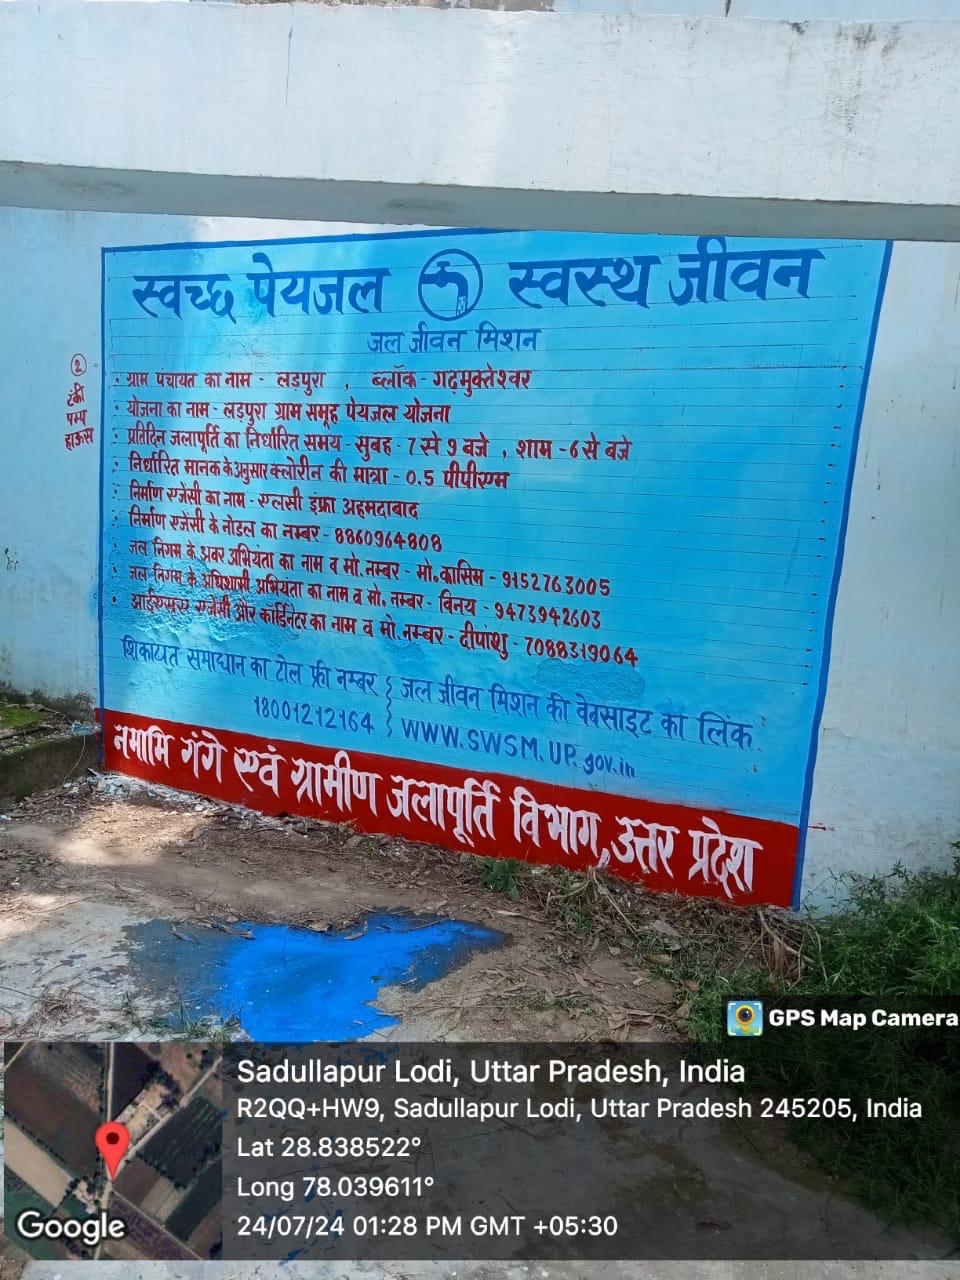 स्वच्छ पेयजल स्वस्थ जीवन
जल जीवन मिशन
• ग्राम पंचायत का नाम - लड़पुरा , ब्लॉक - गढ़मुक्तेश्वर
• योजना का नाम - लड़पुरा ग्राम समूह पेयजल योजना
• प्रतिदिन जलापूर्ति का निर्धारित समय - सुबह - 7 से 9 बजे , शाम - 6 से बजे
• निर्धारित मानक के अनुसार क्लोरीन की मात्रा - 0.5 पीपीएम
• निर्माण एजेंसी का नाम - एलसी इंफ्रा अहमदाबाद
• निर्माण एजेंसी के नोडल का नम्बर - 8860964808
• जल निगम के अवर अभियंता का नाम व मो. नम्बर - मो. कासिम - 9152763005
• जल निगम के अधिशासी अभियंता का नाम व मो. नम्बर - विनय - 9473942603
• आईएसए एजेंसी और कॉर्डिनेटर का नाम व मो. नम्बर - दीपांशु - 7088319064
शिकायत समाधान का टोल फ्री नम्बर
18001212164
जल जीवन मिशन की वेबसाइट का लिंक
WWW.SWSM.UP.gov.in
नमामि गंगे एवं ग्रामीण जलापूर्ति विभाग, उत्तर प्रदेश
2
टंकी
पम्प
हाऊस
GPS Map Camera
Sadullapur Lodi, Uttar Pradesh, India
R2QQ+HW9, Sadullapur Lodi, Uttar Pradesh 245205, India
Lat 28.838522°
Long 78.039611°
24/07/24 01:28 PM GMT +05:30
Google